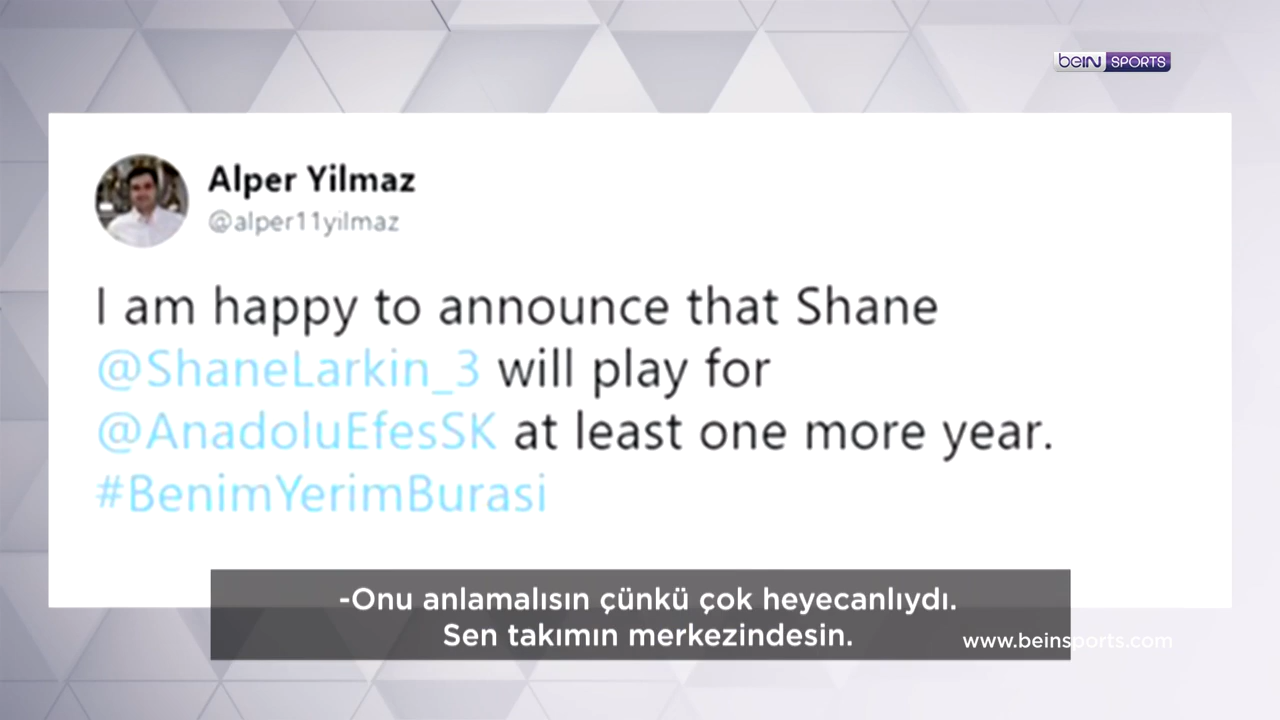 beIN SPORTS
Alper Yilmaz
@alper11yilmaz
I am happy to announce that Shane
@ShaneLarkin_3 will play for
@AnadoluEfesSK at least one more year.
#BenimYerimBurasi
-Onu anlamalısın çünkü çok heyecanlıydı.
Sen takımın merkezindesin.
www.beinsports.com